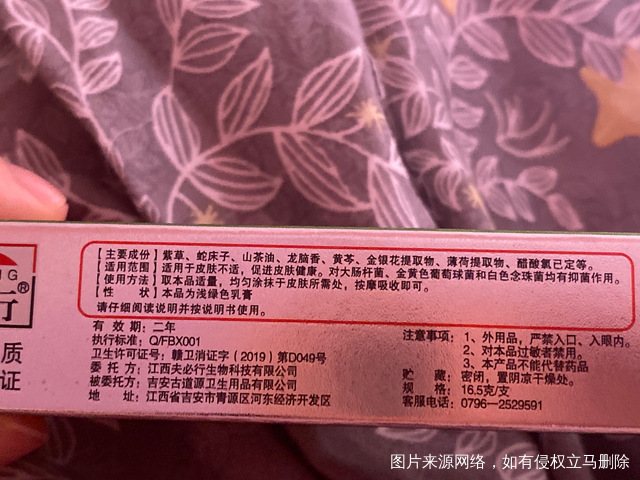 【主要成份】紫草、蛇床子、山茶油、龙脑香、黄芩、金银花提取物、薄荷提取物、醋酸氯已定等。
【适用范围】适用于皮肤不适，促进皮肤健康。对大肠杆菌、金黄色葡萄球菌和白色念珠菌均有抑菌作用。
【使用方法】取本品适量，均匀涂抹于皮肤所需处，按摩吸收即可。
【性 状】本品为浅绿色乳膏
请仔细阅读说明并按说明书使用。
NG
®
质
证
有 效 期：二年
执行标准：Q/FBX001
卫生许可证号：赣卫消证字（2019）第D049号
委 托 方：江西夫必行生物科技有限公司
被委托方：吉安古道源卫生用品有限公司
地 址：江西省吉安市青源区河东经济开发区
注意事项：1、外用品，严禁入口、入眼内。
2、对本品过敏者禁用。
3、本产品不能代替药品
贮 藏：密闭，置阴凉干燥处。
规 格：16.5克/支
客服电话：0796-2529591
图片来源网络，如有侵权立马删除